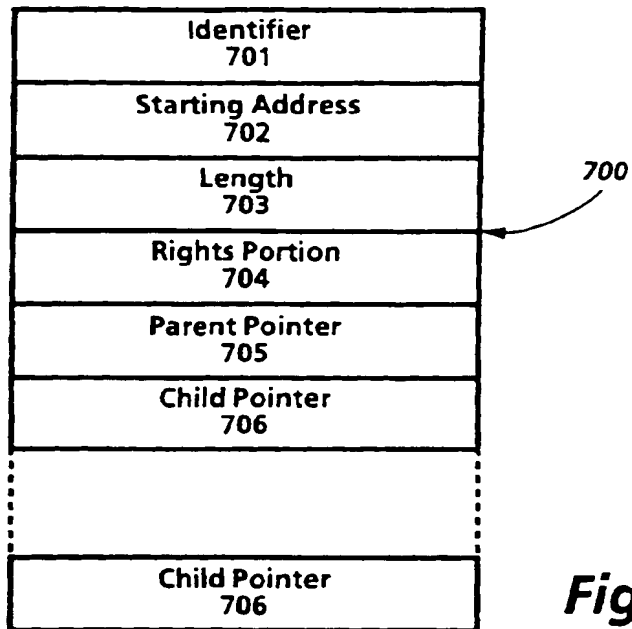 Identifier
701
Starting Address
702
Length
703
700
Rights Portion
704
Parent Pointer
705
Child Pointer
706
Child Pointer
706
Fig